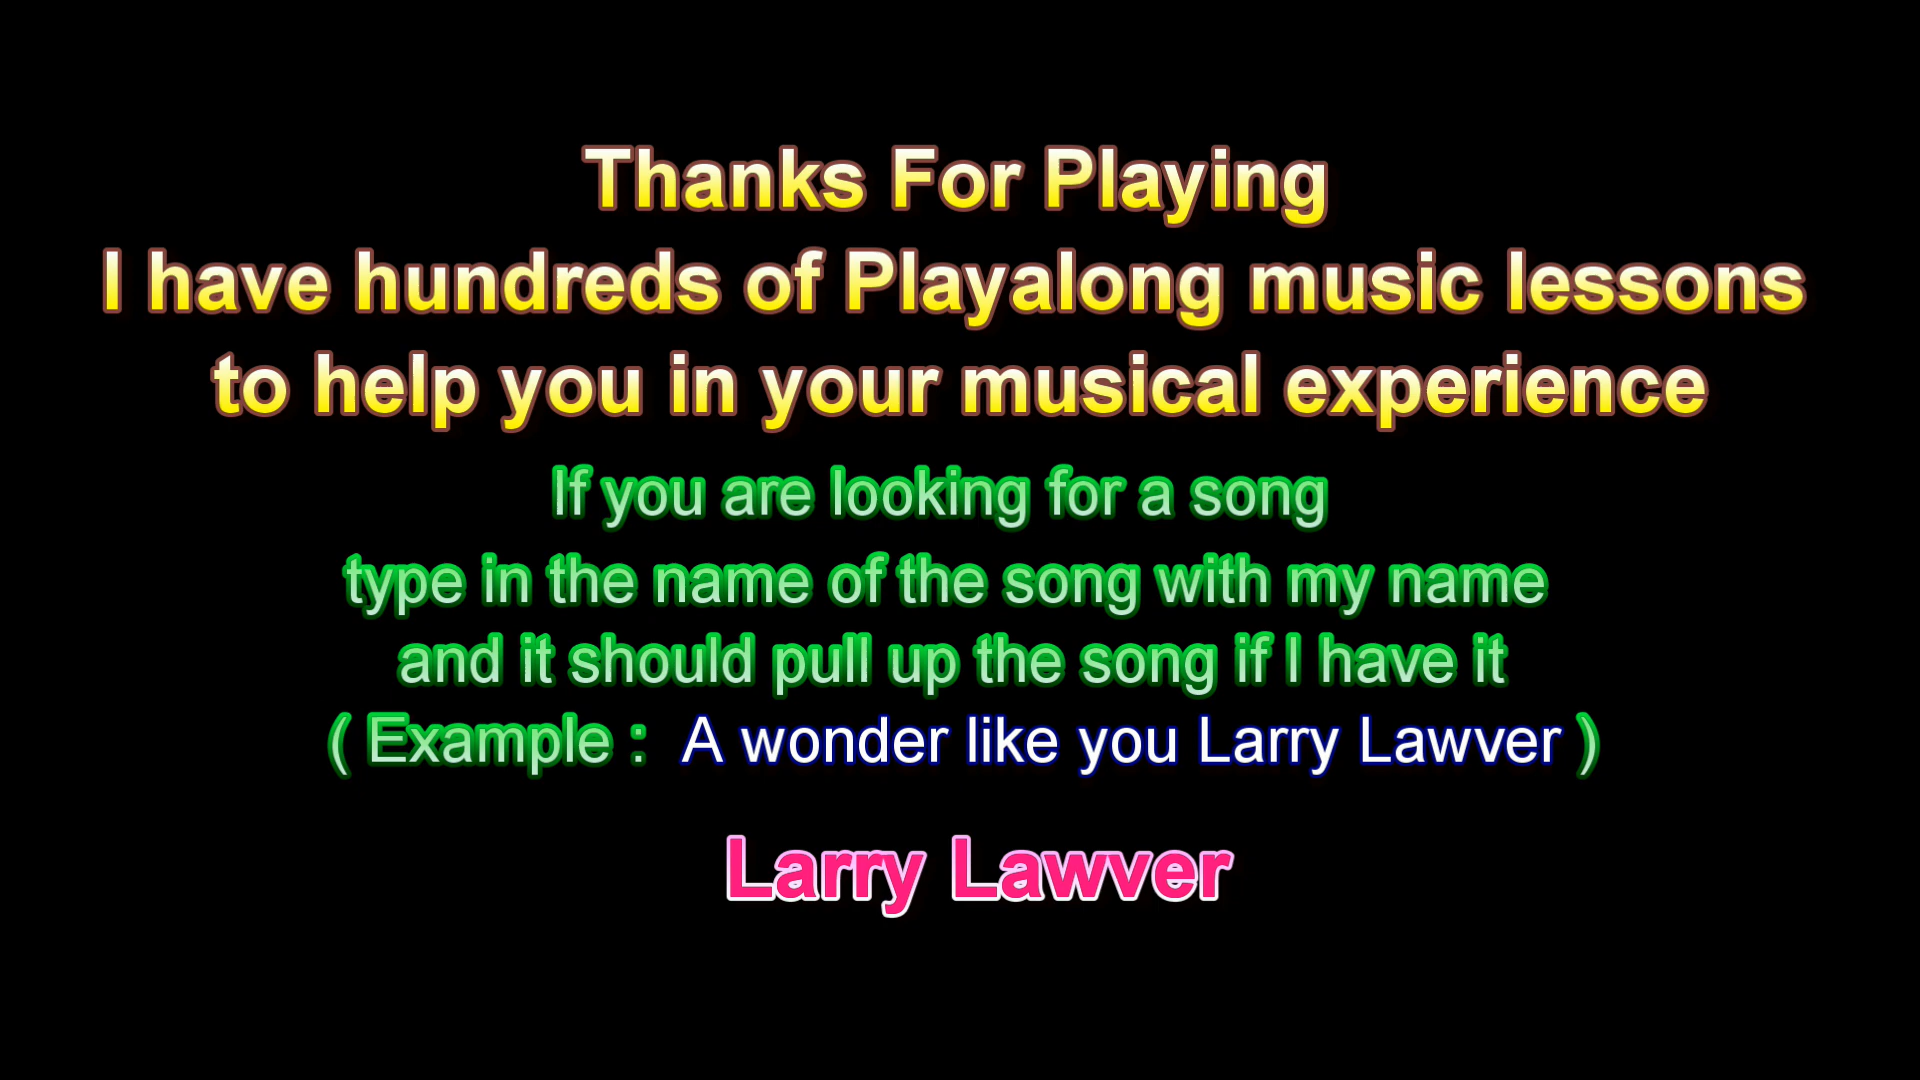 Thanks For Playing
I have hundreds of Playalong music lessons
to help you in your musical experience
If you are looking for a song
type in the name of the song with my name
and it should pull up the song if I have it
( Example :  A wonder like you Larry Lawver )
Larry Lawver